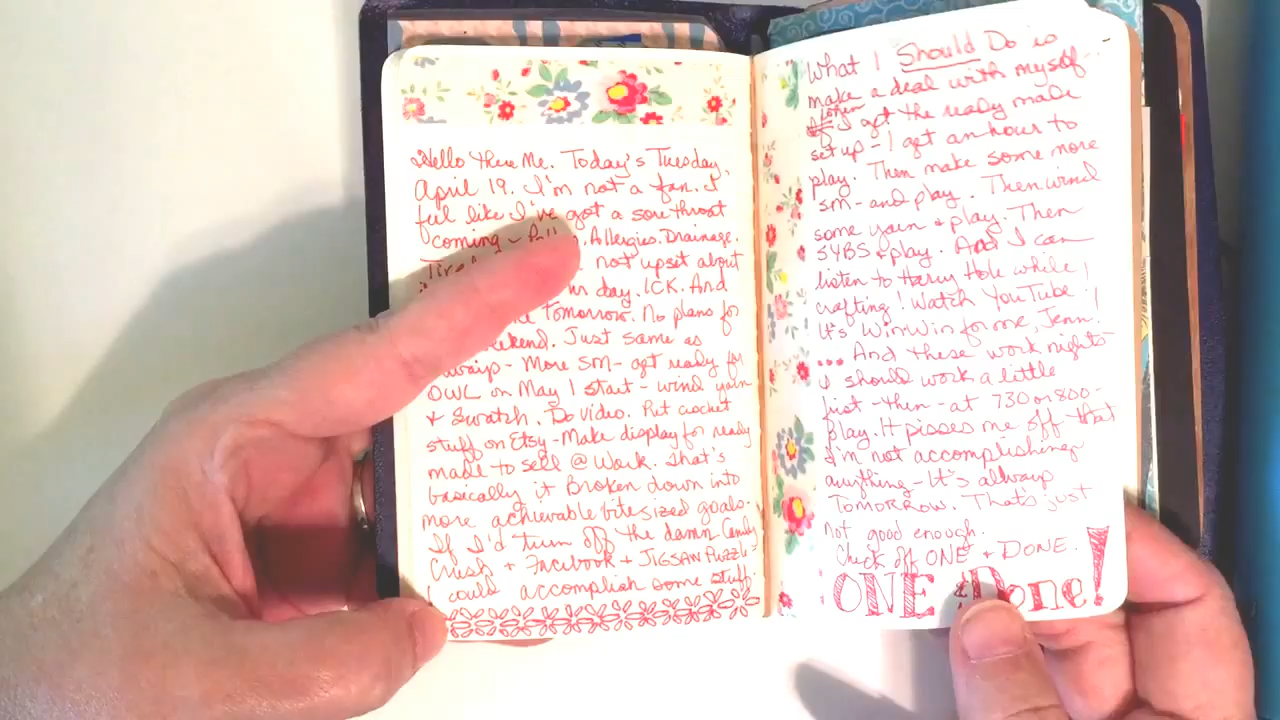 Hello there Me. Today's Tuesday,
April 19. I'm not a fan. I
feel like I've got a sore throat
coming - Allergies. Drainage.
not upset about
day. ICK. And
Tomorrow. No plans for
Just same as
always - More SM - get ready for
OWL on May 1 start - wind yarn
+ Swatch. Do video. Put crochet
stuff on Etsy - Make display for ready
made to sell @ Work. That's
basically it Broken down into
more achievable bite sized goals.
If I'd turn off the damn Candy
Crush + Facebook + JIGSAW PUZZLE
I could accomplish some stuff.
What I Should Do is
make a deal with myself -
when
If I get the ready made
set up - I get an hour to
play. Then make some more
SM - and play. Then wind
some yarn + play. Then
SYBS + play. And I can
listen to Harry Hole while
crafting! Watch YouTube!
It's Win Win for me, Jenn!
... And these work nights
I should work a little
first - then - at 730 or 800 -
play. It pisses me off that
I'm not accomplishing
anything - It's always
TOMORROW. That's just
not good enough.
Check off ONE + DONE.
ONE & Done!